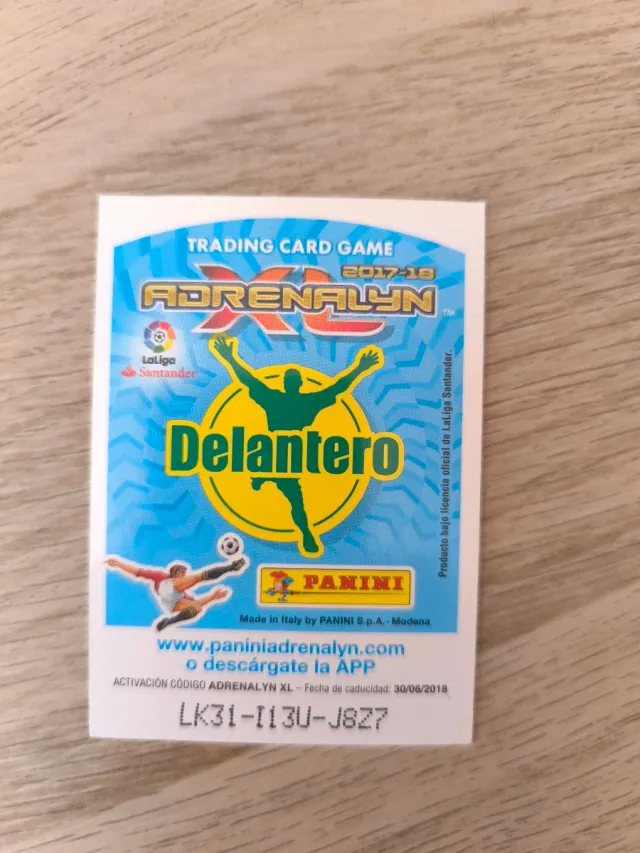 TRADING CARD GAME
2017-18
ADRENALYN XL™
LaLiga
Santander
Delantero
Producto bajo licencia oficial de LaLiga Santander.
PANINI
Made in Italy by PANINI S.p.A. - Modena
www.paniniadrenalyn.com
o descárgate la APP
ACTIVACIÓN CÓDIGO ADRENALYN XL – Fecha de caducidad: 30/06/2018
LK31-I13U-J8Z7